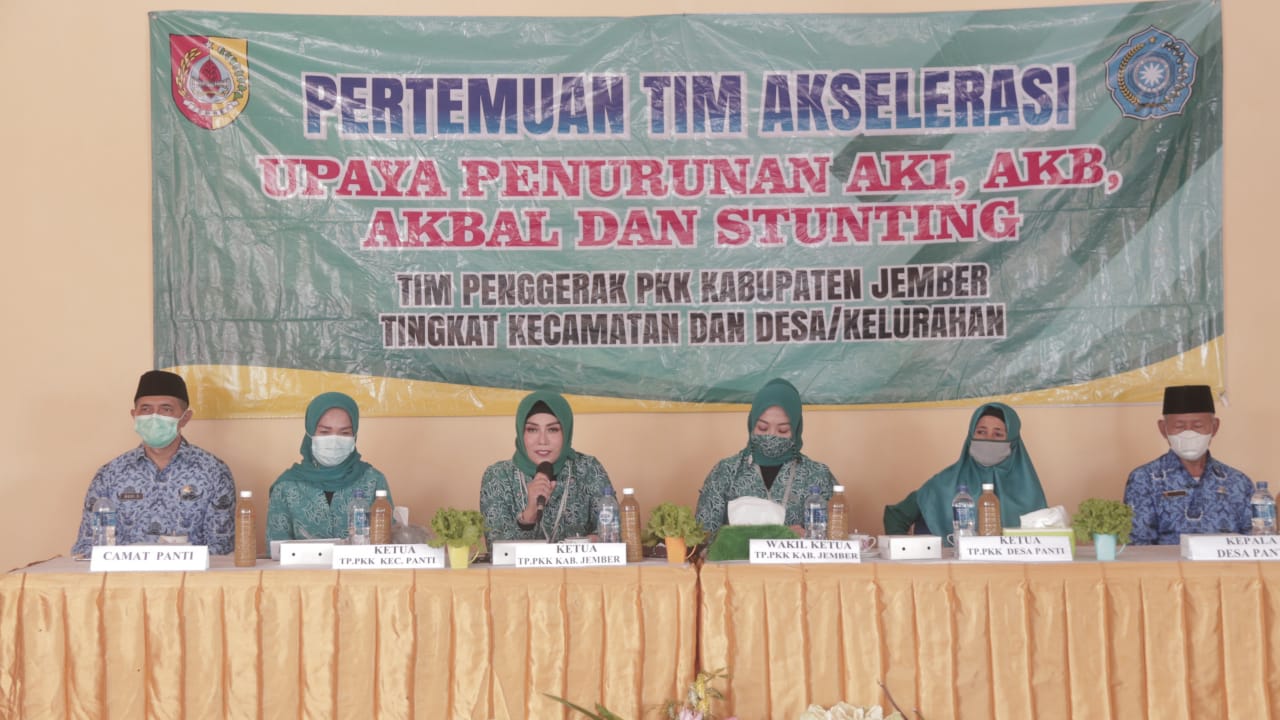 PERTEMUAN TIM AKSELERASI
UPAYA PENURUNAN AKI, AKB,
AKBAL DAN STUNTING
TIM PENGGERAK PKK KABUPATEN JEMBER
TINGKAT KECAMATAN DAN DESA/KELURAHAN
CAMAT PANTI
KETUA
TP.PKK KEC. PANTI
KETUA
TP.PKK KAB. JEMBER
WAKIL KETUA
TP.PKK KAB. JEMBER
KETUA
TP.PKK DESA PANTI
KEPALA
DESA PAN